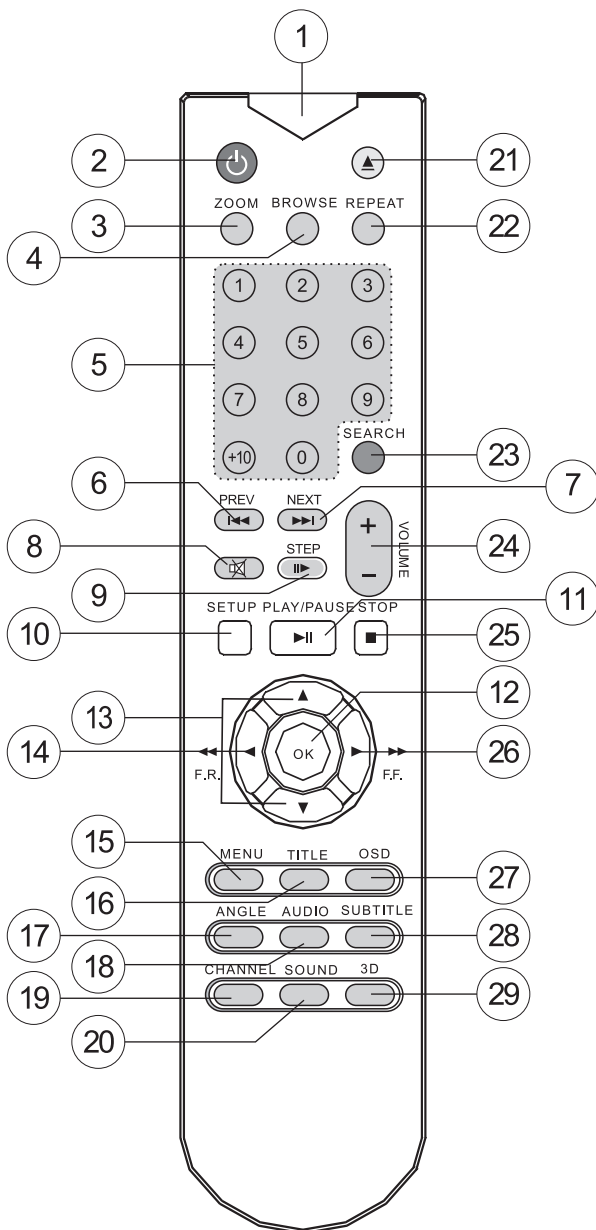 1
2
21
ZOOM BROWSE REPEAT
3
22
4
1 2 3
4 5 6
5
7 8 9
SEARCH
+10 0
23
6
PREV NEXT
7
+
VOLUME
24
8
STEP
−
9
SETUP PLAY/PAUSE STOP
11
10
25
13
12
14
OK
26
F.R. F.F.
15
MENU TITLE OSD
27
16
ANGLE AUDIO SUBTITLE
17
28
18
CHANNEL SOUND 3D
19
29
20